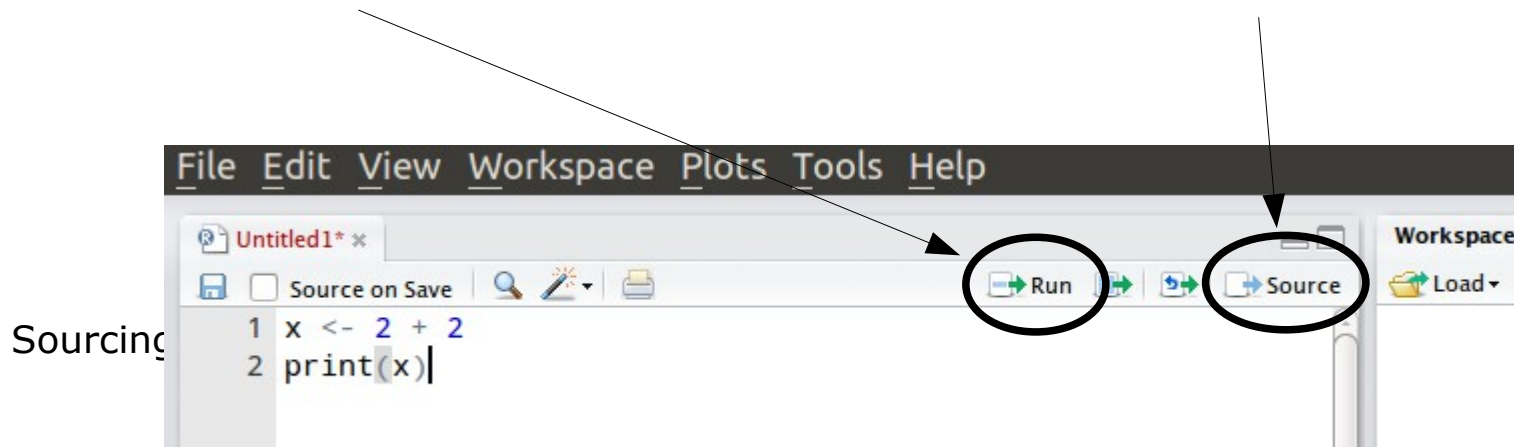 File Edit View Workspace Plots Tools Help
Untitled1*
Workspace
Source on Save
Run
Source
Load
1 x <- 2 + 2
2 print(x)
Sourcing